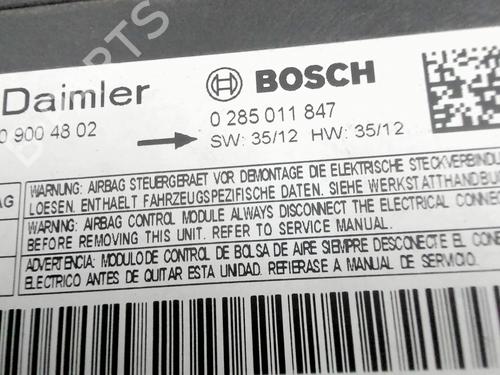 Daimler
BOSCH
0 900 48 02
0 285 011 847
SW: 35/12 HW: 35/12
AG
WARNUNG: AIRBAG STEUERGERAET VOR DEMONTAGE DIE ELEKTRISCHE STECKVERBINDU
LOESEN. ENTHAELT FAHRZEUGSPEZIFISCHE DATEN. SIEHE WERKSTATTHANDBU
WARNING: AIRBAG CONTROL MODULE ALWAYS DISCONNECT THE ELECTRICAL CONNE
BEFORE REMOVING THIS UNIT. REFER TO SERVICE MANUAL.
ADVERTENCIA: MODULO DE CONTROL DE BOLSA DE AIRE SIEMPRE DESCONECTE EL CONE
ELECTRICO ANTES DE QUITAR ESTA UNIDAD. REFIERASE A MANUAL DE SERVICIO.